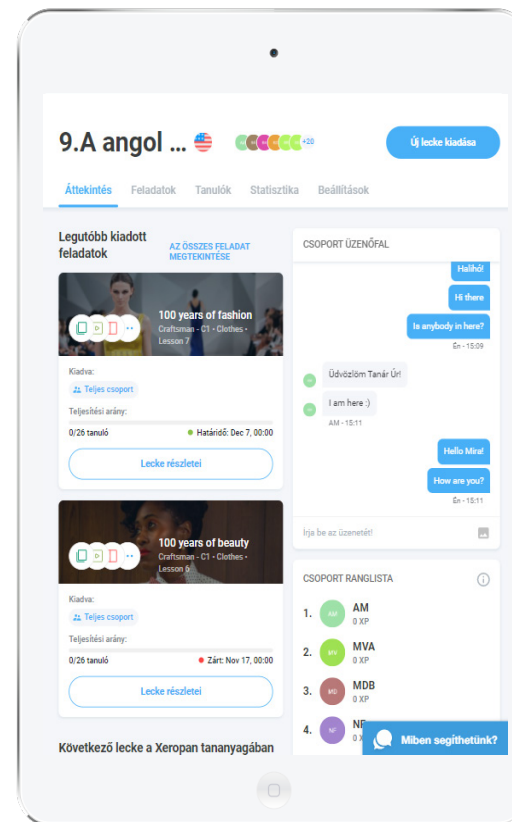 9.A angol ...
+20
Új lecke kiadása
Áttekintés
Feladatok
Tanulók
Statisztika
Beállítások
Legutóbb kiadott
feladatok
AZ ÖSSZES FELADAT
MEGTEKINTÉSE
100 years of fashion
Craftsman - C1 • Clothes •
Lesson 7
Kiadva:
Teljes csoport
Teljesítési arány:
0/26 tanuló
Határidő: Dec 7, 00:00
Lecke részletei
100 years of beauty
Craftsman - C1 • Clothes •
Lesson 6
Kiadva:
Teljes csoport
Teljesítési arány:
0/26 tanuló
Zárt: Nov 17, 00:00
Lecke részletei
Következő lecke a Xeropan tananyagában
CSOPORT ÜZENŐFAL
Halihó!
Hi there
Is anybody in here?
Én - 15:09
Üdvözlöm Tanár Úr!
I am here :)
AM - 15:11
Hello Mira!
How are you?
Én - 15:11
Írja be az üzenetét!
CSOPORT RANGLISTA
1.
AM
0 XP
2.
MV
MVA
0 XP
3.
MD
MDB
0 XP
4.
NF
Miben segíthetünk?